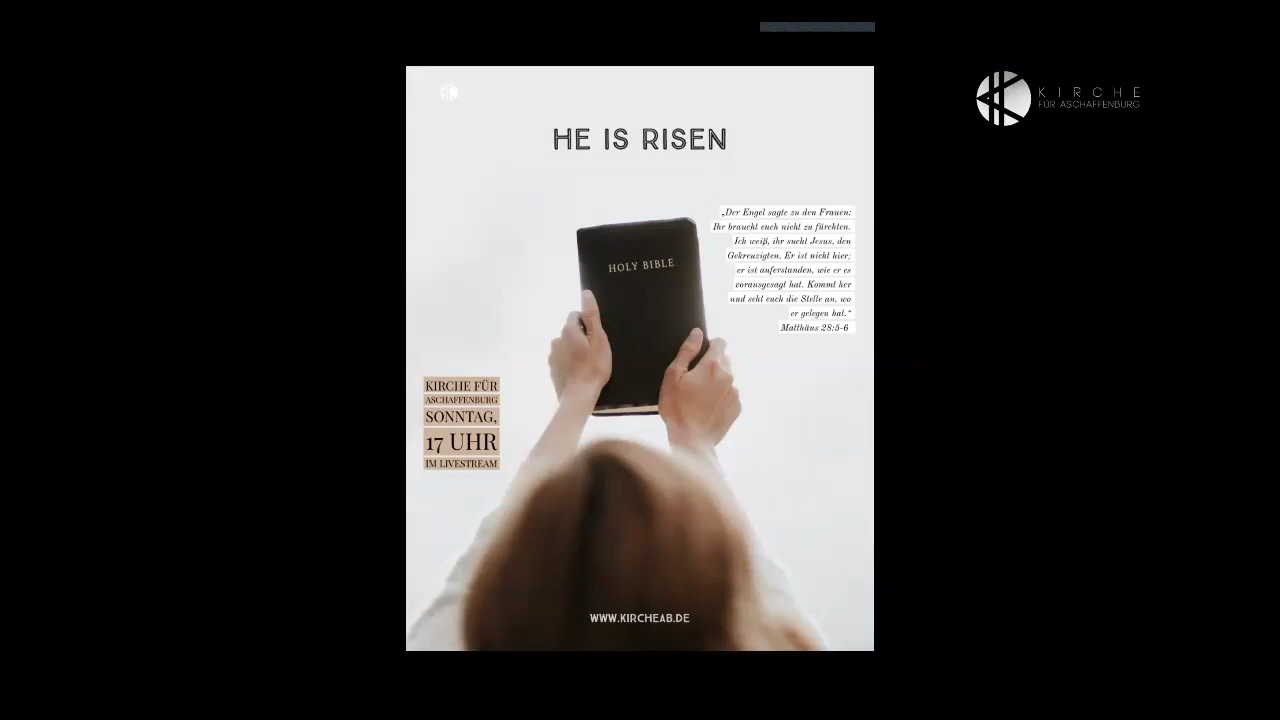 KIRCHE
FÜR ASCHAFFENBURG
HE IS RISEN
„Der Engel sagte zu den Frauen:
Ihr braucht euch nicht zu fürchten.
Ich weiß, ihr sucht Jesus, den
Gekreuzigten. Er ist nicht hier;
er ist auferstanden, wie er es
vorausgesagt hat. Kommt her
und seht euch die Stelle an, wo
er gelegen hat.“
Matthäus 28:5-6
HOLY BIBLE
KIRCHE FÜR
ASCHAFFENBURG
SONNTAG,
17 UHR
IM LIVESTREAM
WWW.KIRCHEAB.DE